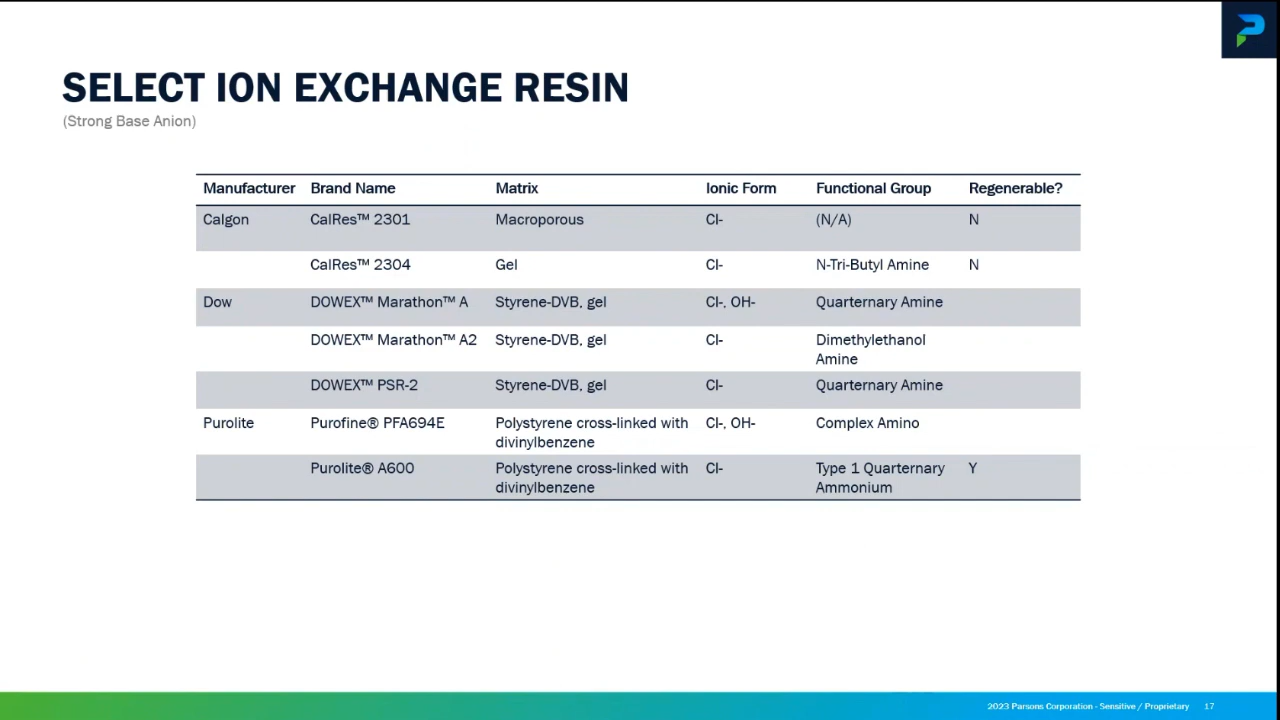 SELECT ION EXCHANGE RESIN
(Strong Base Anion)
Manufacturer Brand Name Matrix Ionic Form Functional Group Regenerable?
Calgon CalRes™ 2301 Macroporous Cl- (N/A) N
CalRes™ 2304 Gel Cl- N-Tri-Butyl Amine N
Dow DOWEX™ Marathon™ A Styrene-DVB, gel Cl-, OH- Quarternary Amine
DOWEX™ Marathon™ A2 Styrene-DVB, gel Cl- Dimethylethanol
Amine
DOWEX™ PSR-2 Styrene-DVB, gel Cl- Quarternary Amine
Purolite Purofine® PFA694E Polystyrene cross-linked with Cl-, OH- Complex Amino
divinylbenzene
Purolite® A600 Polystyrene cross-linked with Cl- Type 1 Quarternary Y
divinylbenzene Ammonium
2023 Parsons Corporation - Sensitive / Proprietary 17